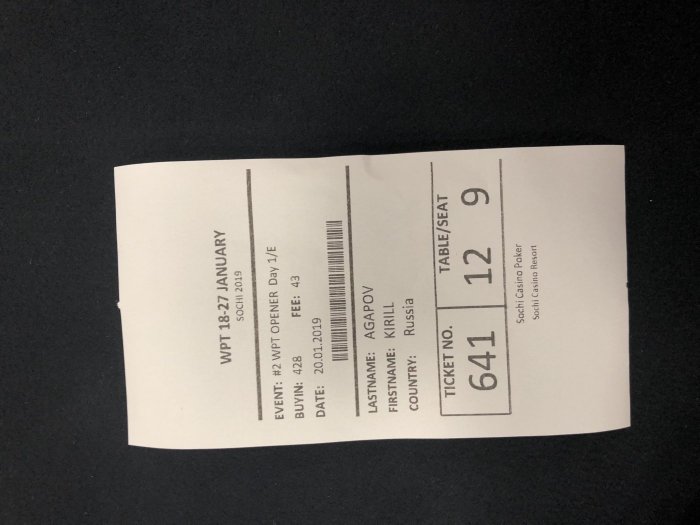 WPT 18-27 JANUARY
SOCHI 2019
EVENT: #2 WPT OPENER Day 1/E
BUYIN: 428 FEE: 43
DATE: 20.01.2019
LASTNAME: AGAPOV
FIRSTNAME: KIRILL
COUNTRY: Russia
TICKET NO. TABLE/SEAT
641 12 9
Sochi Casino Poker
Sochi Casino Resort